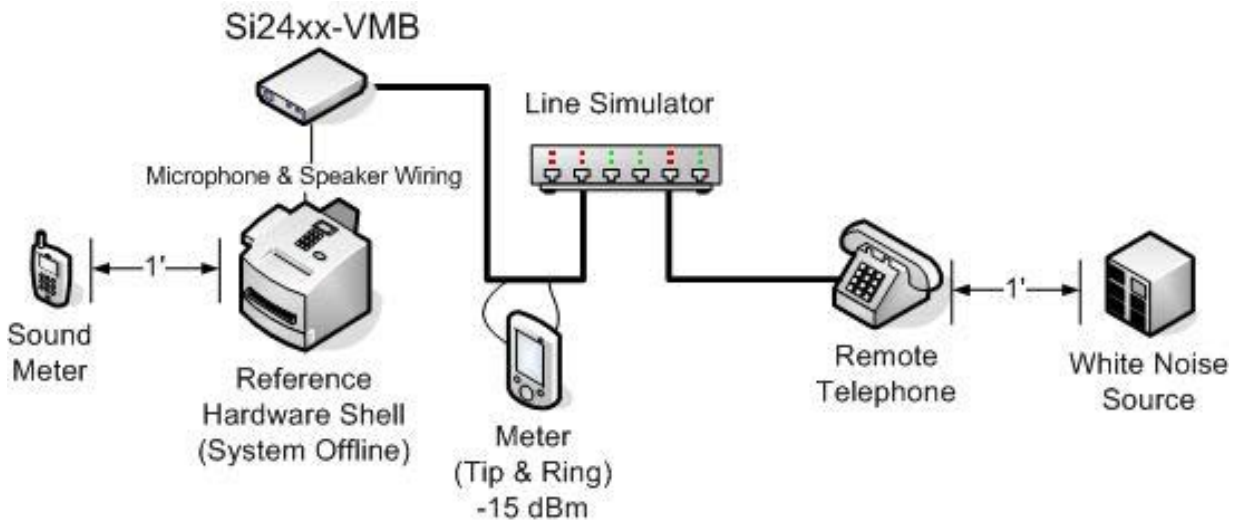 Si24xx-VMB
Line Simulator
Microphone & Speaker Wiring
1'
1'
Sound
Meter
Reference
Hardware Shell
(System Offline)
Meter
(Tip & Ring)
-15 dBm
Remote
Telephone
White Noise
Source